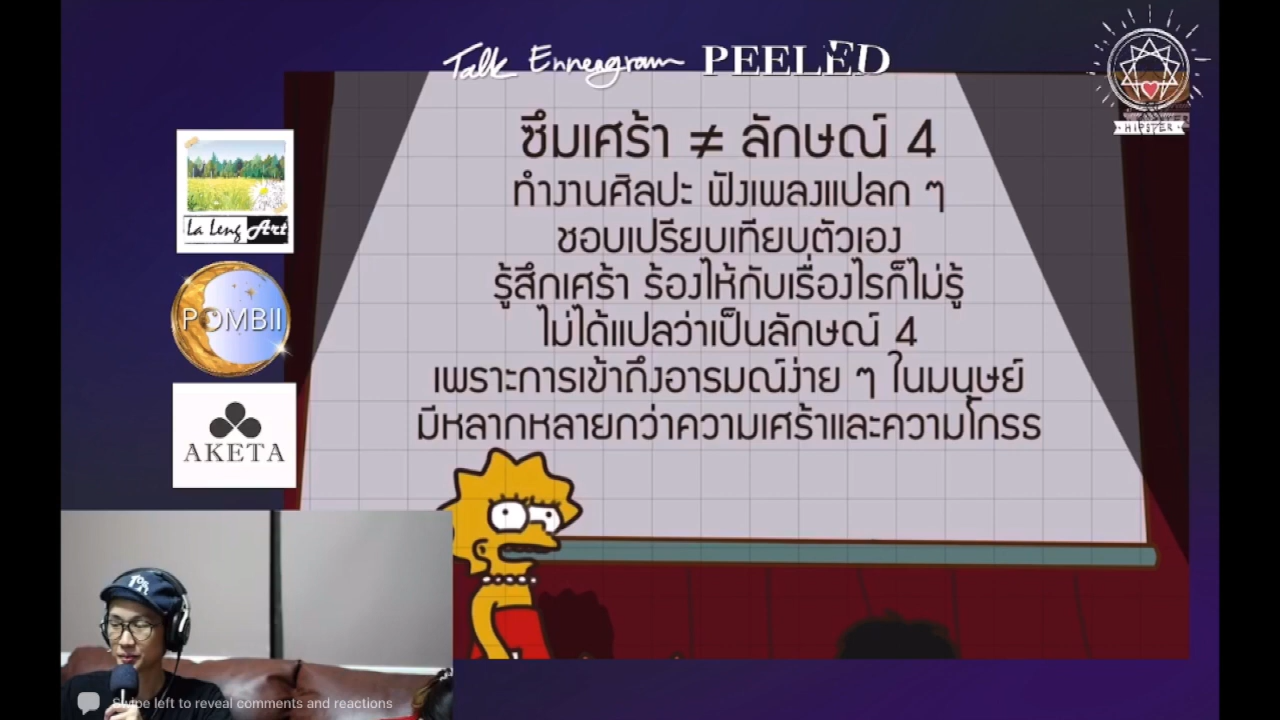 Talk Enneagram PEELED
HIPSTER
ซึมเศร้า ≠ ลักษณ์ 4
ทำงานศิลปะ ฟังเพลงแปลก ๆ
ชอบเปรียบเทียบตัวเอง
รู้สึกเศร้า ร้องไห้กับเรื่องไรก็ไม่รู้
ไม่ได้แปลว่าเป็นลักษณ์ 4
เพราะการเข้าถึงอารมณ์ง่าย ๆ ในมนุษย์
มีหลากหลายกว่าความเศร้าและความโกรธ
La Leng Art
POMBII
AKETA
Swipe left to reveal comments and reactions